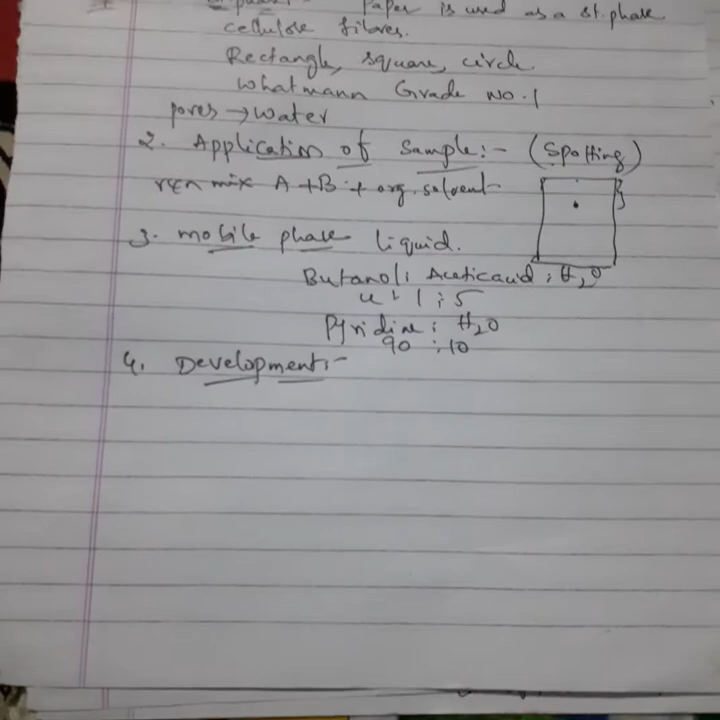 Paper is used as a st. phase
cellulose fibres.
Rectangle, square, circle
Whatmann Grade No. 1
pores → water
2. Application of Sample:- (Spotting)
mix A + B + org. solvent
3. mobile phase liquid.
Butanol: Aceticacid: H2O
4 : 1 : 5
Pyridine: H2O
90 : 10
4. Development:-